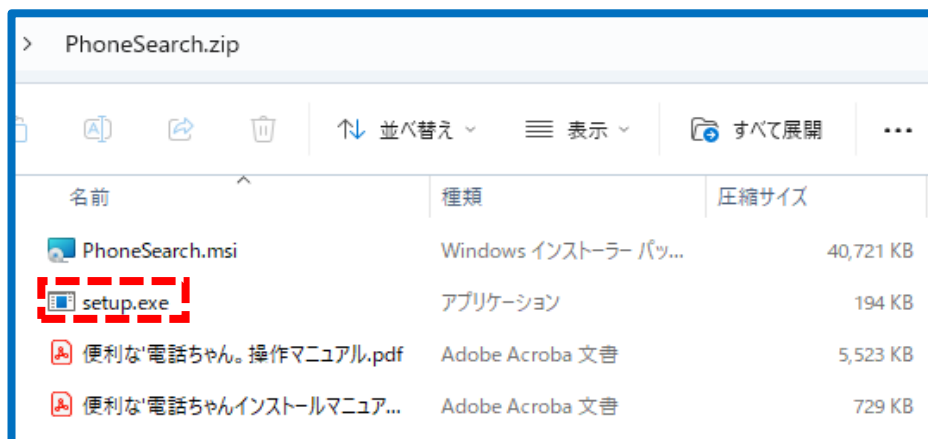 > PhoneSearch.zip
並べ替え 表示 すべて展開 ...
名前 種類 圧縮サイズ
PhoneSearch.msi Windows インストーラー パッ... 40,721 KB
setup.exe アプリケーション 194 KB
便利な'電話ちゃん。操作マニュアル.pdf Adobe Acroba 文書 5,523 KB
便利な'電話ちゃんインストールマニュア... Adobe Acroba 文書 729 KB